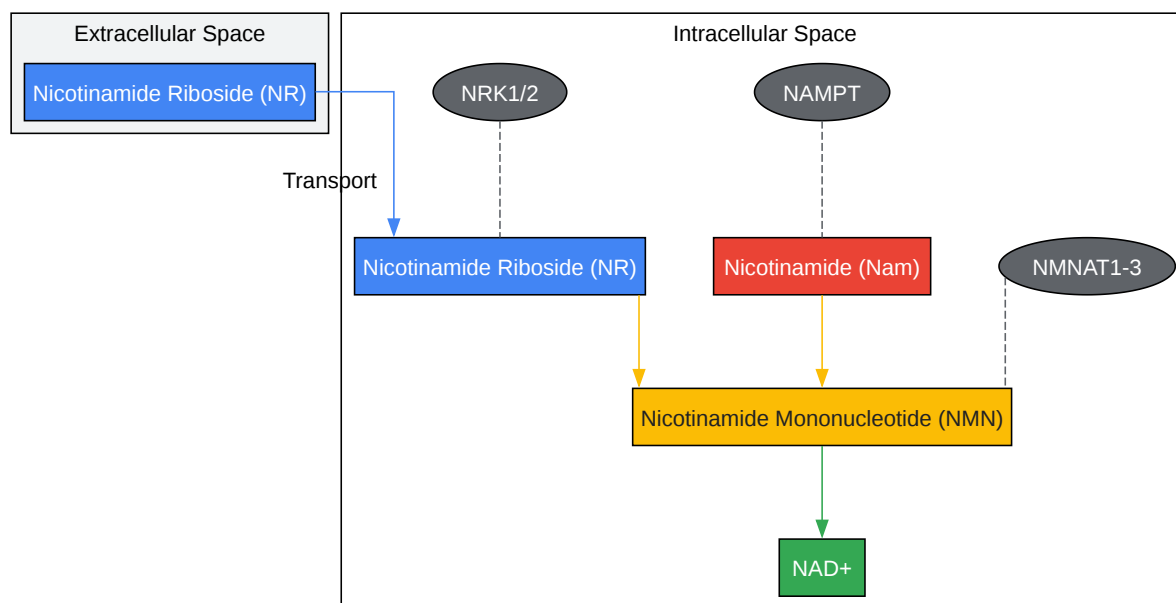 Extracellular Space
Intracellular Space
Nicotinamide Riboside (NR)
NRK1/2
NAMPT
Transport
Nicotinamide Riboside (NR)
Nicotinamide (Nam)
NMNAT1-3
Nicotinamide Mononucleotide (NMN)
NAD+